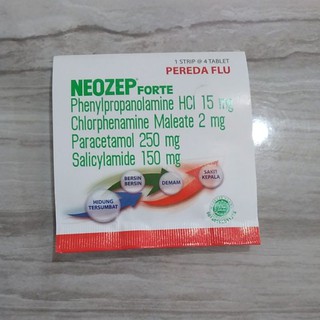 1 STRIP @ 4 TABLET
PEREDA FLU
NEOZEP FORTE
Phenylpropanolamine HCl 15 mg
Chlorphenamine Maleate 2 mg
Paracetamol 250 mg
Salicylamide 150 mg
HIDUNG TERSUMBAT
BERSIN BERSIN
DEMAM
SAKIT KEPALA